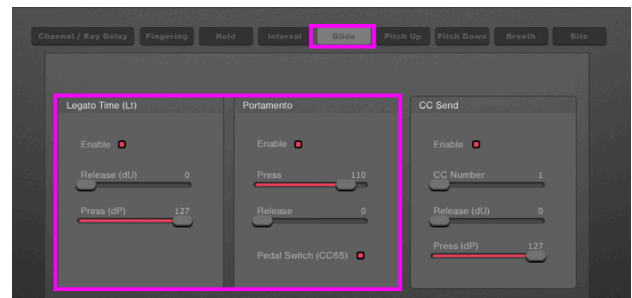 Channel / Key Delay Fingering Hold Interval Glide Pitch Up Pitch Down Breath Bite
Legato Time (Lt)
Enable
Release (dU) 0
Press (dP) 127
Portamento
Enable
Press 110
Release 0
Pedal Switch (CC65)
CC Send
Enable
CC Number 1
Release (dU) 0
Press (dP) 127